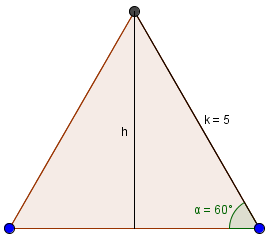 k = 5
h
α = 60°